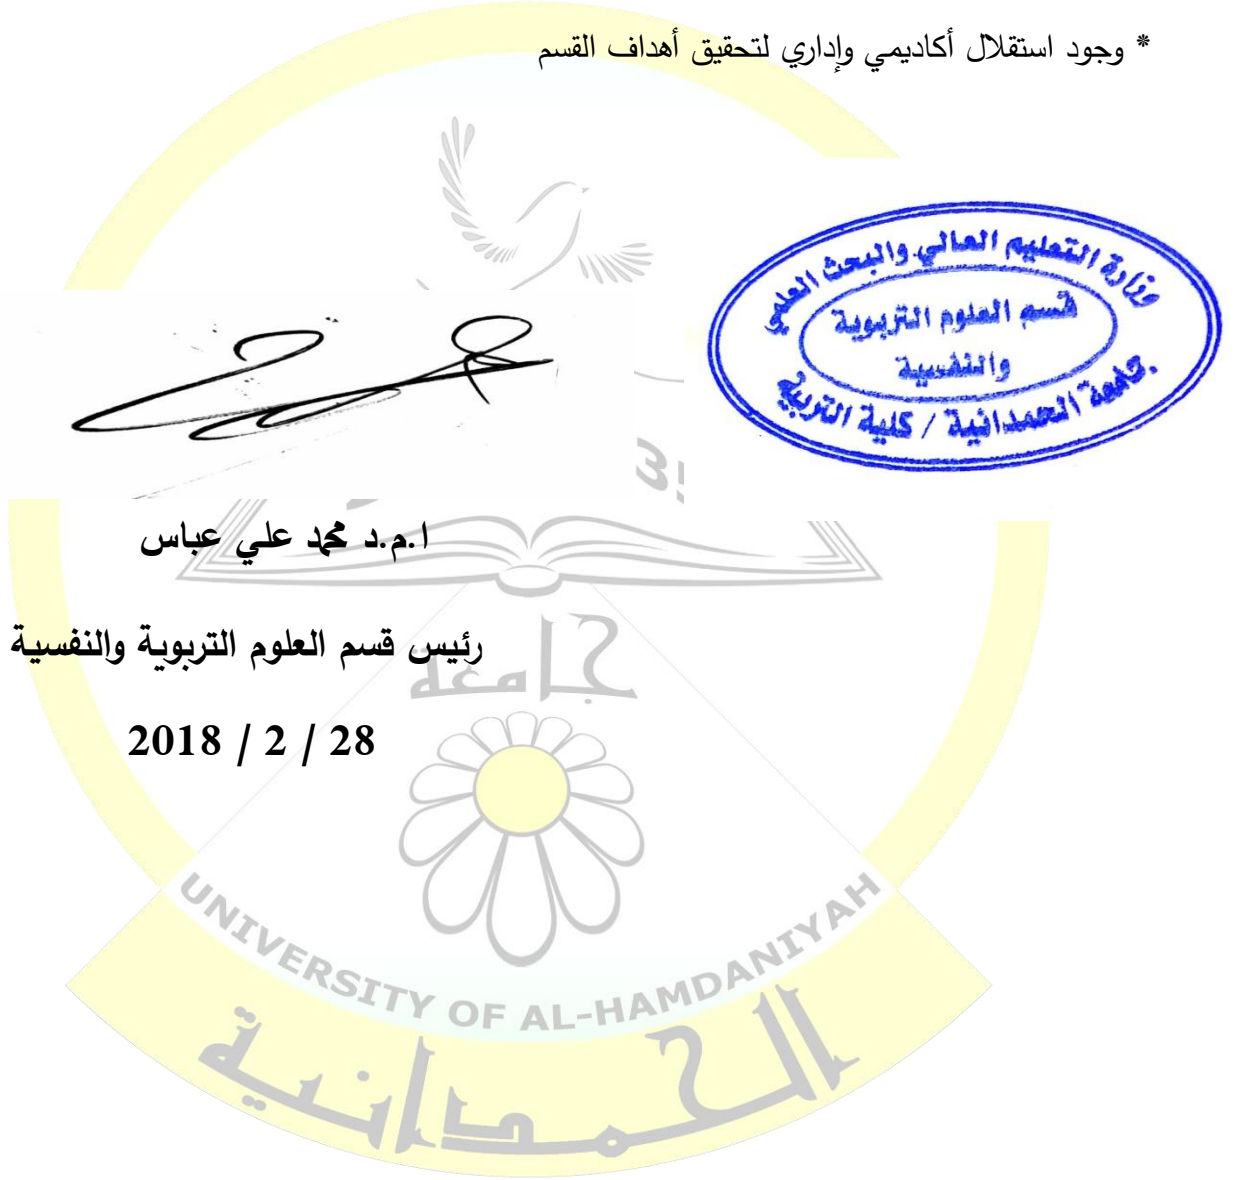 * وجود استقلال أكاديمي وإداري لتحقيق أهداف القسم
وزارة التعليم العالي والبحث العلمي
قسم العلوم التربوية
والنفسية
جامعة الحمدانية / كلية التربية
ا.م.د محمد علي عباس
رئيس قسم العلوم التربوية والنفسية
28 / 2 / 2018
جامعة
UNIVERSITY OF AL-HAMDANIYAH
الحمدانية